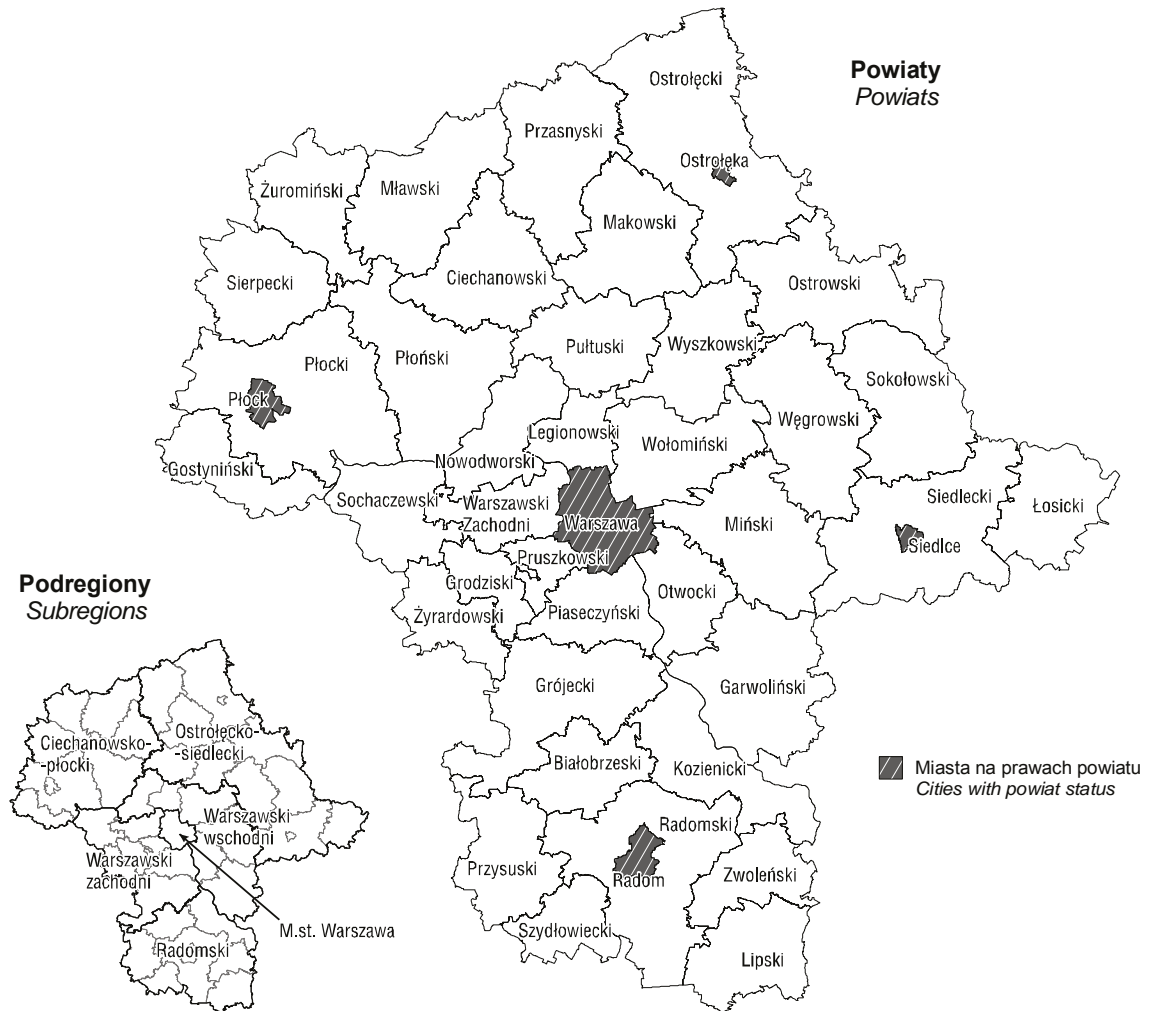 Powiaty
Powiats
Ostrołęcki
Przasnyski
Ostrołęka
Żuromiński
Mławski
Makowski
Sierpecki
Ciechanowski
Ostrowski
Płocki
Płoński
Pułtuski
Wyszkowski
Sokołowski
Płock
Węgrowski
Legionowski
Wołomiński
Gostyniński
Nowodworski
Sochaczewski
Warszawski
Zachodni
Warszawa
Miński
Siedlecki
Łosicki
Siedlce
Pruszkowski
Grodziski
Otwocki
Żyrardowski
Piaseczyński
Grójecki
Garwoliński
Białobrzeski
Kozienicki
Radomski
Przysuski
Radom
Zwoleński
Szydłowiecki
Lipski
Miasta na prawach powiatu
Cities with powiat status
Podregiony
Subregions
Ciechanowsko-
-płocki
Ostrołęcko-
-siedlecki
Warszawski
wschodni
Warszawski
zachodni
M.st. Warszawa
Radomski